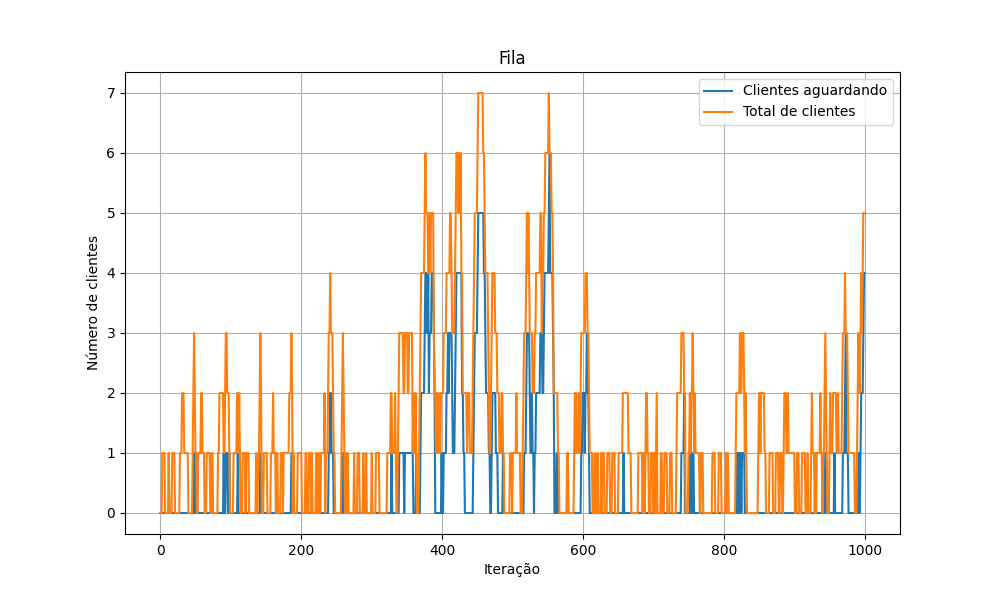 Fila
Clientes aguardando
Total de clientes
Número de clientes
7
6
5
4
3
2
1
0
0 200 400 600 800 1000
Iteração